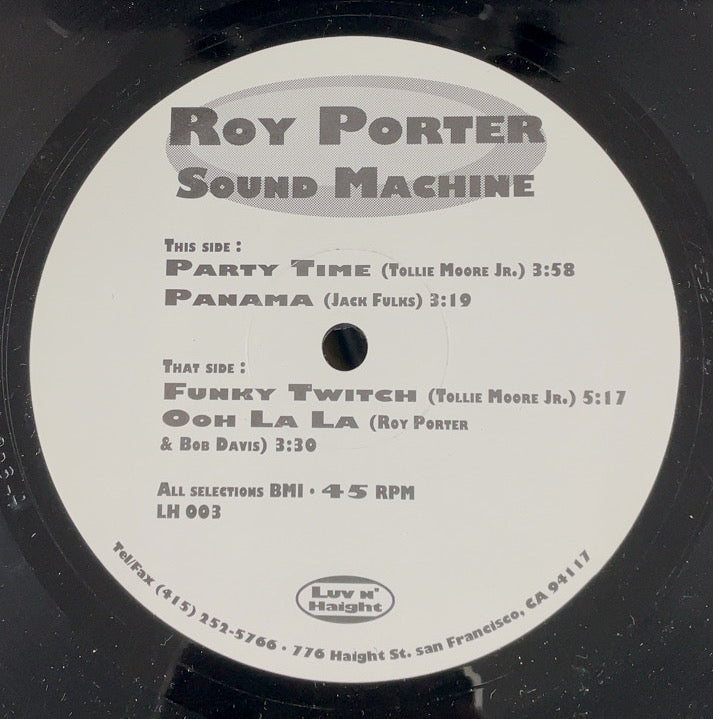 Roy Porter
Sound Machine
This side :
Party Time (Tollie Moore Jr.) 3:58
Panama (Jack Fulks) 3:19
That side :
Funky Twitch (Tollie Moore Jr.) 5:17
Ooh La La (Roy Porter
& Bob Davis) 3:30
All selections BMI • 45 RPM
LH 003
Luv n'
Haight
Tel/Fax (415) 252-5766 • 776 Haight St. san Francisco, CA 94117